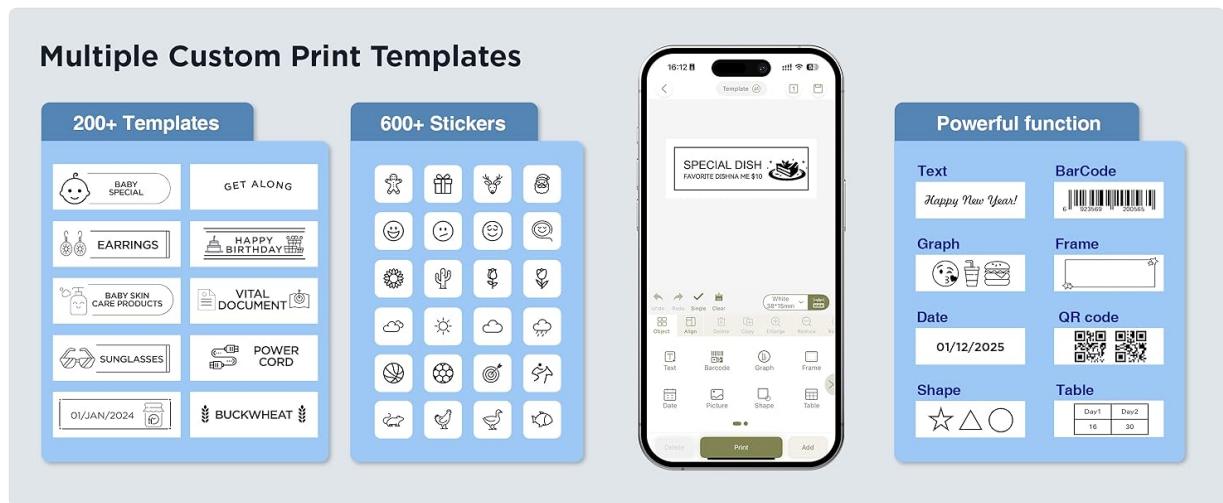 Multiple Custom Print Templates
200+ Templates
BABY
SPECIAL
GET ALONG
EARRINGS
HAPPY
BIRTHDAY
BABY SKIN
CARE PRODUCTS
VITAL
DOCUMENT
SUNGLASSES
POWER
CORD
01/JAN/2024
BUCKWHEAT
600+ Stickers
16:12
Template
SPECIAL DISH
FAVORITE DISHNA ME $10
Undo Redo Single Clear
White
38*15mm
Object Align Delete Copy Enlarge Reduce
Text Barcode Graph Frame
Date Picture Shape Table
Delete Print Add
Powerful function
Text BarCode
Happy New Year!
6 923569 200565
Graph Frame
Date QR code
01/12/2025
Shape Table
Day1 Day2
16 30